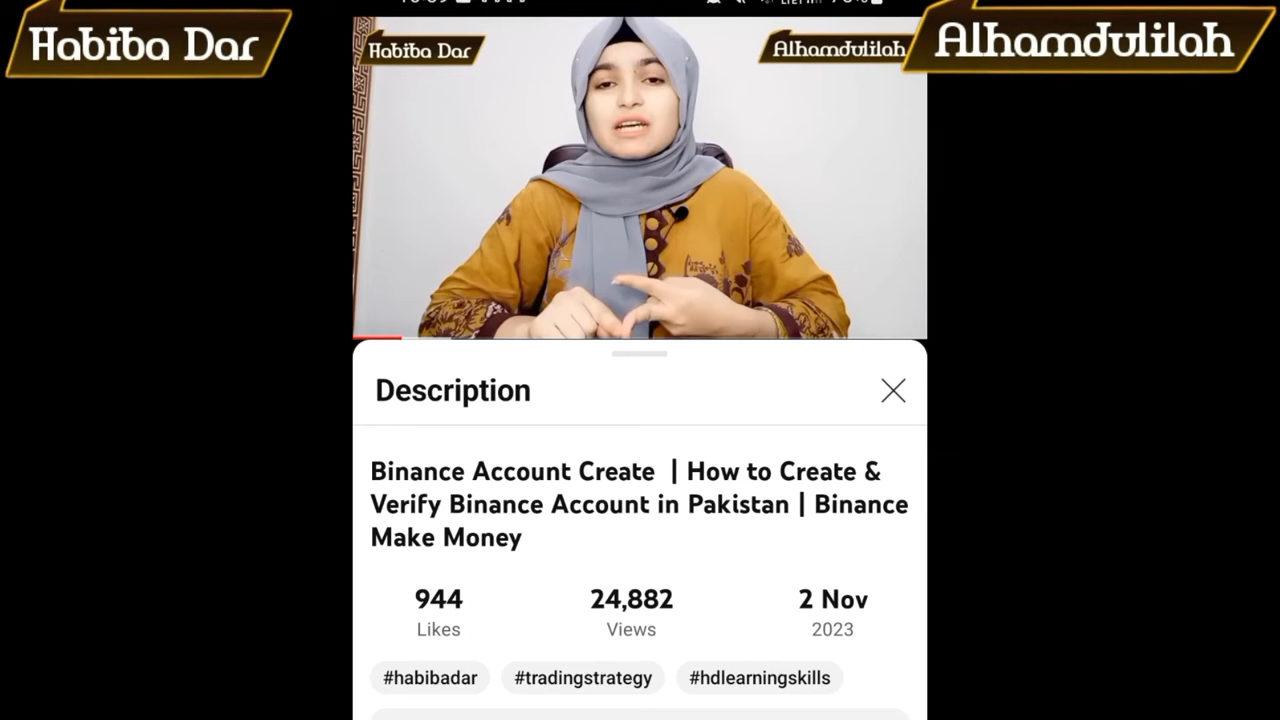 Habiba Dar
Alhamdulilah
Habiba Dar
Alhamdulilah
Description
Binance Account Create | How to Create &
Verify Binance Account in Pakistan | Binance
Make Money
944
24,882
2 Nov
Likes
Views
2023
#habibadar
#tradingstrategy
#hdlearningskills